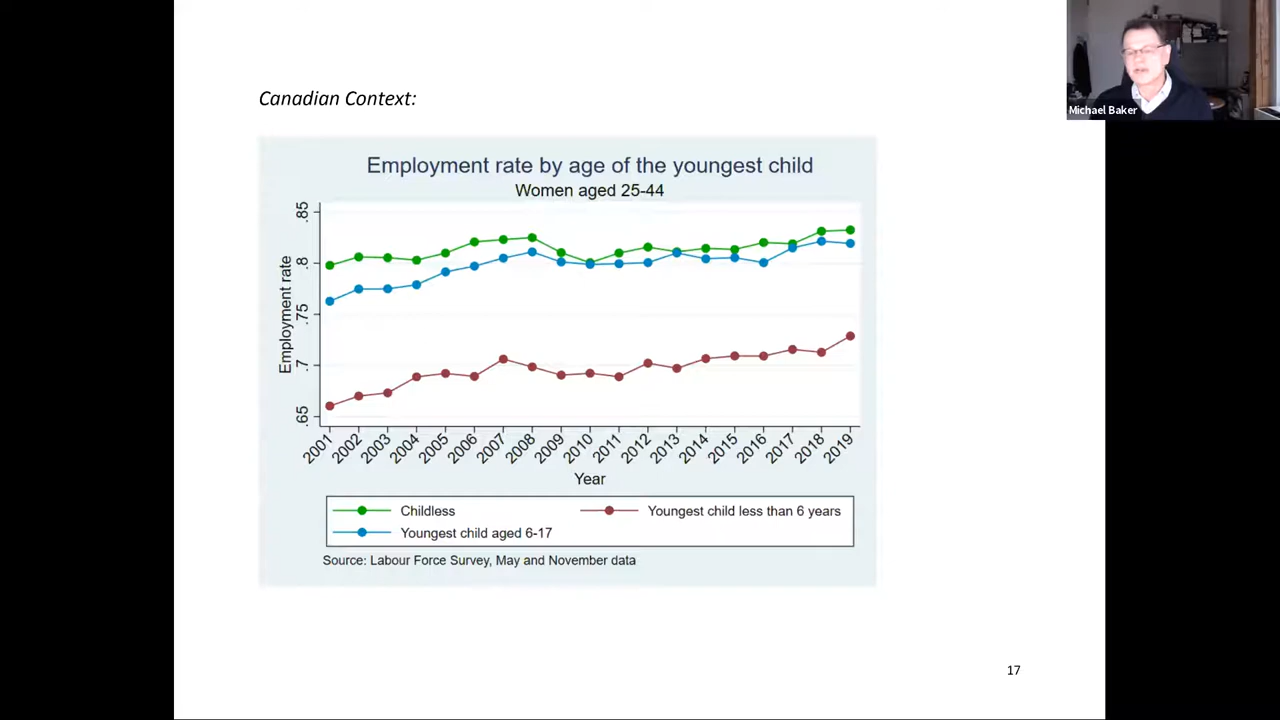 Michael Baker
Canadian Context:
Employment rate by age of the youngest child
Women aged 25-44
Employment rate
.85
.8
.75
.7
.65
2001 2002 2003 2004 2005 2006 2007 2008 2009 2010 2011 2012 2013 2014 2015 2016 2017 2018 2019
Year
Childless
Youngest child less than 6 years
Youngest child aged 6-17
Source: Labour Force Survey, May and November data
17